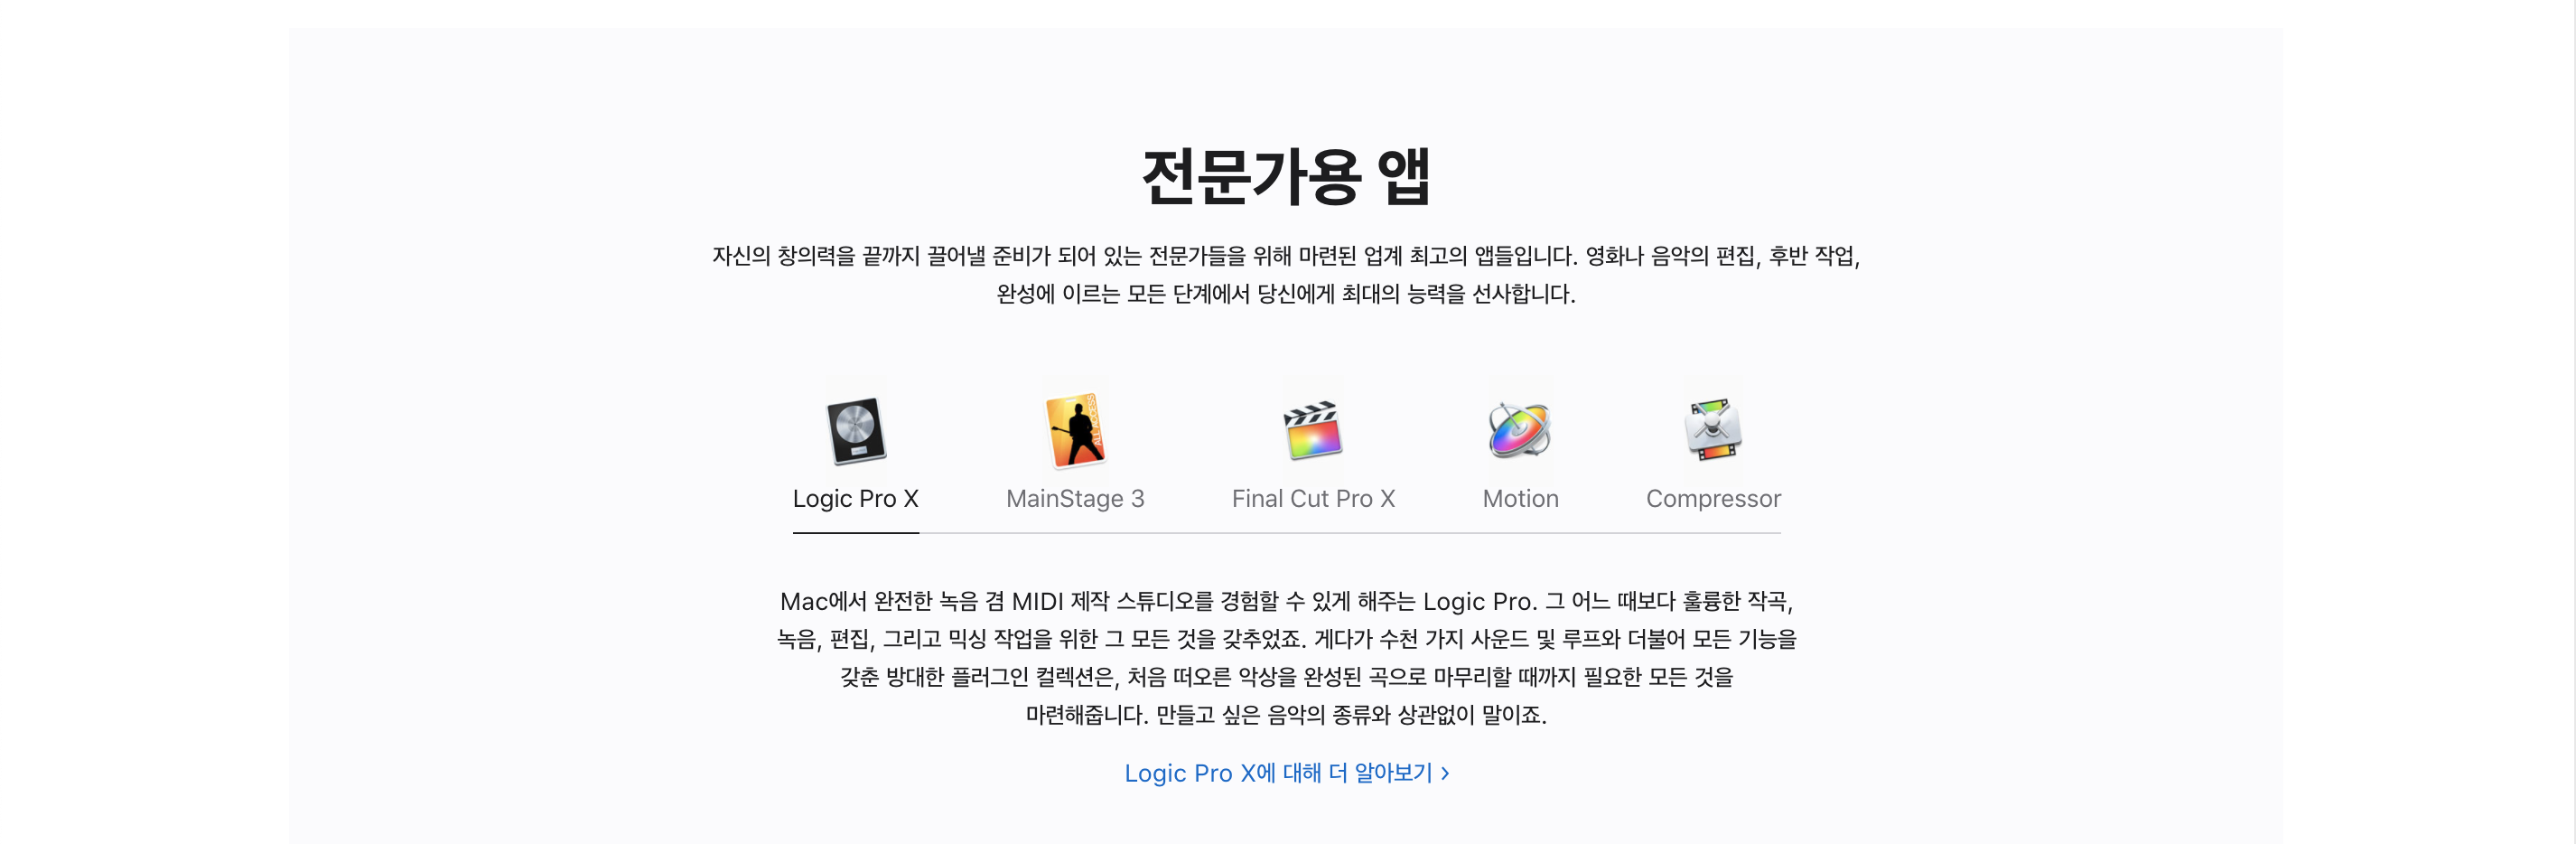 전문가용 앱
자신의 창의력을 끝까지 끌어낼 준비가 되어 있는 전문가들을 위해 마련된 업계 최고의 앱들입니다. 영화나 음악의 편집, 후반 작업,
완성에 이르는 모든 단계에서 당신에게 최대의 능력을 선사합니다.
ALL ACCESS
Logic Pro X MainStage 3 Final Cut Pro X Motion Compressor
Mac에서 완전한 녹음 겸 MIDI 제작 스튜디오를 경험할 수 있게 해주는 Logic Pro. 그 어느 때보다 훌륭한 작곡,
녹음, 편집, 그리고 믹싱 작업을 위한 그 모든 것을 갖추었죠. 게다가 수천 가지 사운드 및 루프와 더불어 모든 기능을
갖춘 방대한 플러그인 컬렉션은, 처음 떠오른 악상을 완성된 곡으로 마무리할 때까지 필요한 모든 것을
마련해줍니다. 만들고 싶은 음악의 종류와 상관없이 말이죠.
Logic Pro X에 대해 더 알아보기 >